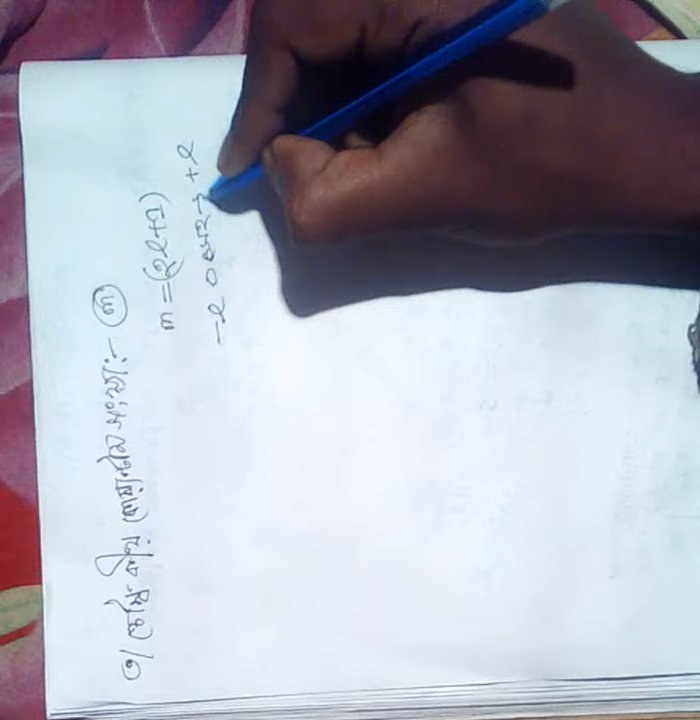 ৩/ চৌম্বকীয় কোয়ান্টাম সংখ্যা:- (m)
m = (2l+1)
-l 0 থেকে → +l